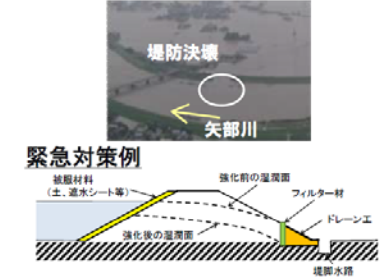 堤防決壊
矢部川
緊急対策例
被服材料
(土、遮水シート等)
強化前の湿潤面
フィルター材
ドレーン工
強化後の湿潤面
堤脚水路